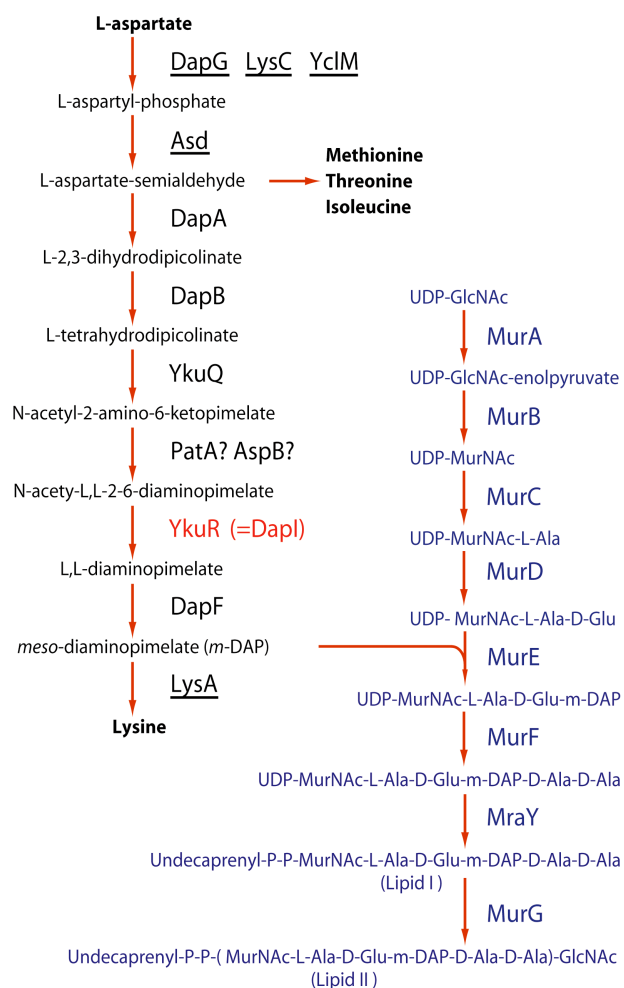 L-aspartate
DapG LysC YclM
L-aspartyl-phosphate
Asd
L-aspartate-semialdehyde
Methionine
Threonine
Isoleucine
DapA
L-2,3-dihydrodipicolinate
DapB
L-tetrahydrodipicolinate
YkuQ
N-acetyl-2-amino-6-ketopimelate
PatA? AspB?
N-acety-L,L-2-6-diaminopimelate
YkuR (=DapI)
L,L-diaminopimelate
DapF
meso-diaminopimelate (m-DAP)
LysA
Lysine
UDP-GlcNAc
MurA
UDP-GlcNAc-enolpyruvate
MurB
UDP-MurNAc
MurC
UDP-MurNAc-L-Ala
MurD
UDP- MurNAc-L-Ala-D-Glu
MurE
UDP-MurNAc-L-Ala-D-Glu-m-DAP
MurF
UDP-MurNAc-L-Ala-D-Glu-m-DAP-D-Ala-D-Ala
MraY
Undecaprenyl-P-P-MurNAc-L-Ala-D-Glu-m-DAP-D-Ala-D-Ala
(Lipid I )
MurG
Undecaprenyl-P-P-( MurNAc-L-Ala-D-Glu-m-DAP-D-Ala-D-Ala)-GlcNAc
(Lipid II )